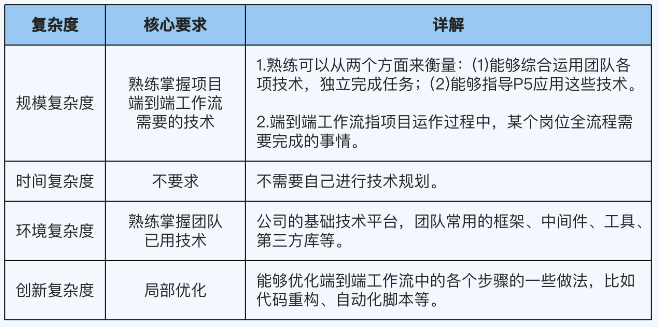 复杂度
核心要求
详解
规模复杂度
熟练掌握项目
端到端工作流
需要的技术
1.熟练可以从两个方面来衡量：(1)能够综合运用团队各
项技术，独立完成任务；(2)能够指导P5应用这些技术。
2.端到端工作流指项目运作过程中，某个岗位全流程需
要完成的事情。
时间复杂度
不要求
不需要自己进行技术规划。
环境复杂度
熟练掌握团队
已用技术
公司的基础技术平台，团队常用的框架、中间件、工具、
第三方库等。
创新复杂度
局部优化
能够优化端到端工作流中的各个步骤的一些做法，比如
代码重构、自动化脚本等。